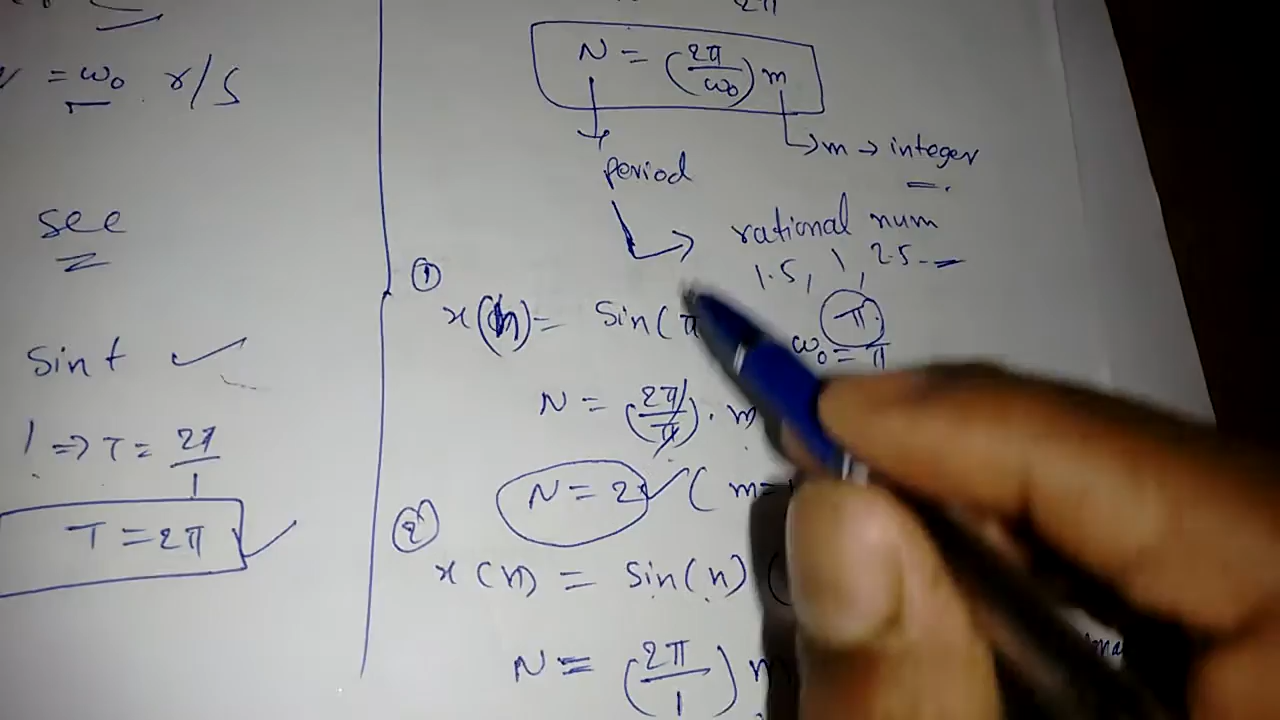 = ω₀ r/s
see
sin t ✓
1 ⇒ T = 2π/1
T = 2π ✓
2π
N = (2π/ω₀) m
period
m → integer
rational num
1.5, 1, 2.5 --
π
① x(n) = sin(π
ω₀ = π
N = (2π/π) . m
N = 2 ✓ (m=
② x(n) = sin(n) (
N = (2π/1) m